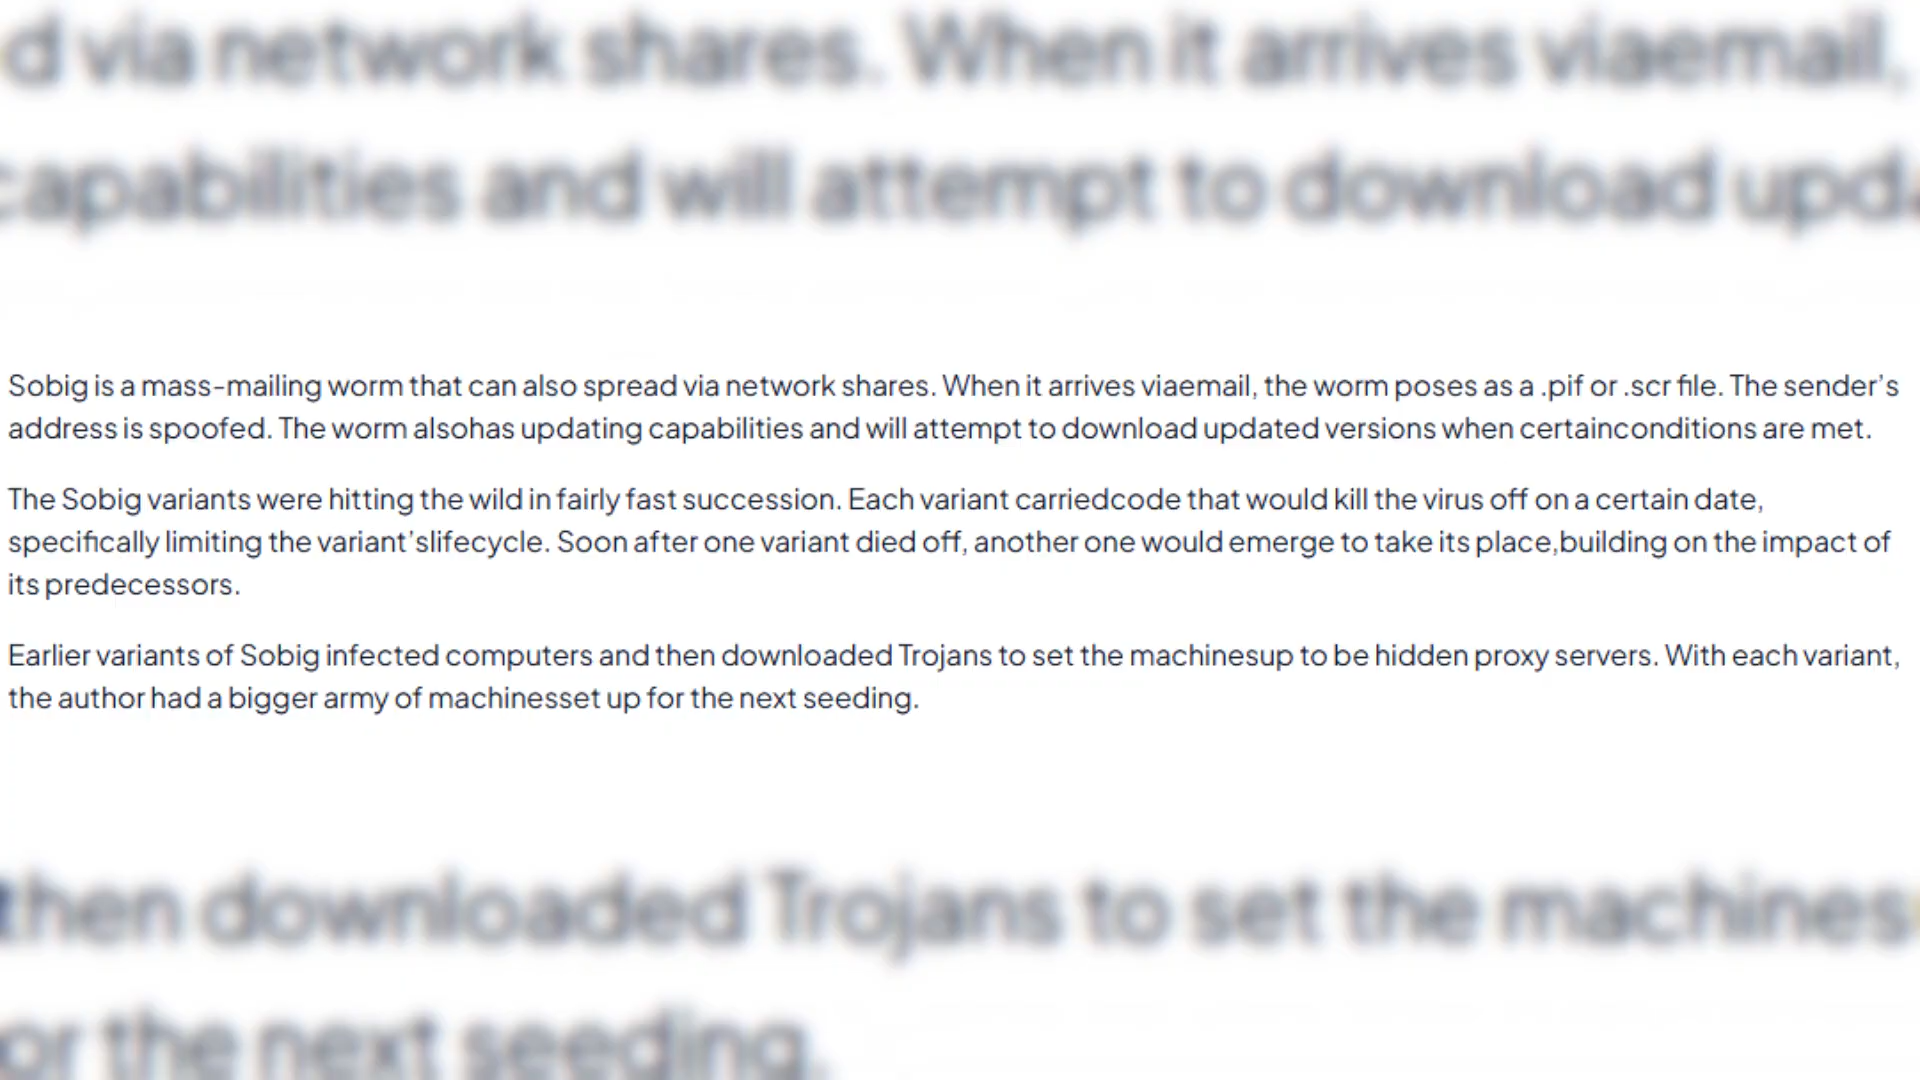 d via network shares. When it arrives viaemail,
capabilities and will attempt to download upda
Sobig is a mass-mailing worm that can also spread via network shares. When it arrives viaemail, the worm poses as a .pif or .scr file. The sender’s
address is spoofed. The worm alsohas updating capabilities and will attempt to download updated versions when certainconditions are met.
The Sobig variants were hitting the wild in fairly fast succession. Each variant carriedcode that would kill the virus off on a certain date,
specifically limiting the variant’slifecycle. Soon after one variant died off, another one would emerge to take its place,building on the impact of
its predecessors.
Earlier variants of Sobig infected computers and then downloaded Trojans to set the machinesup to be hidden proxy servers. With each variant,
the author had a bigger army of machinesset up for the next seeding.
then downloaded Trojans to set the machines
or the next seeding.